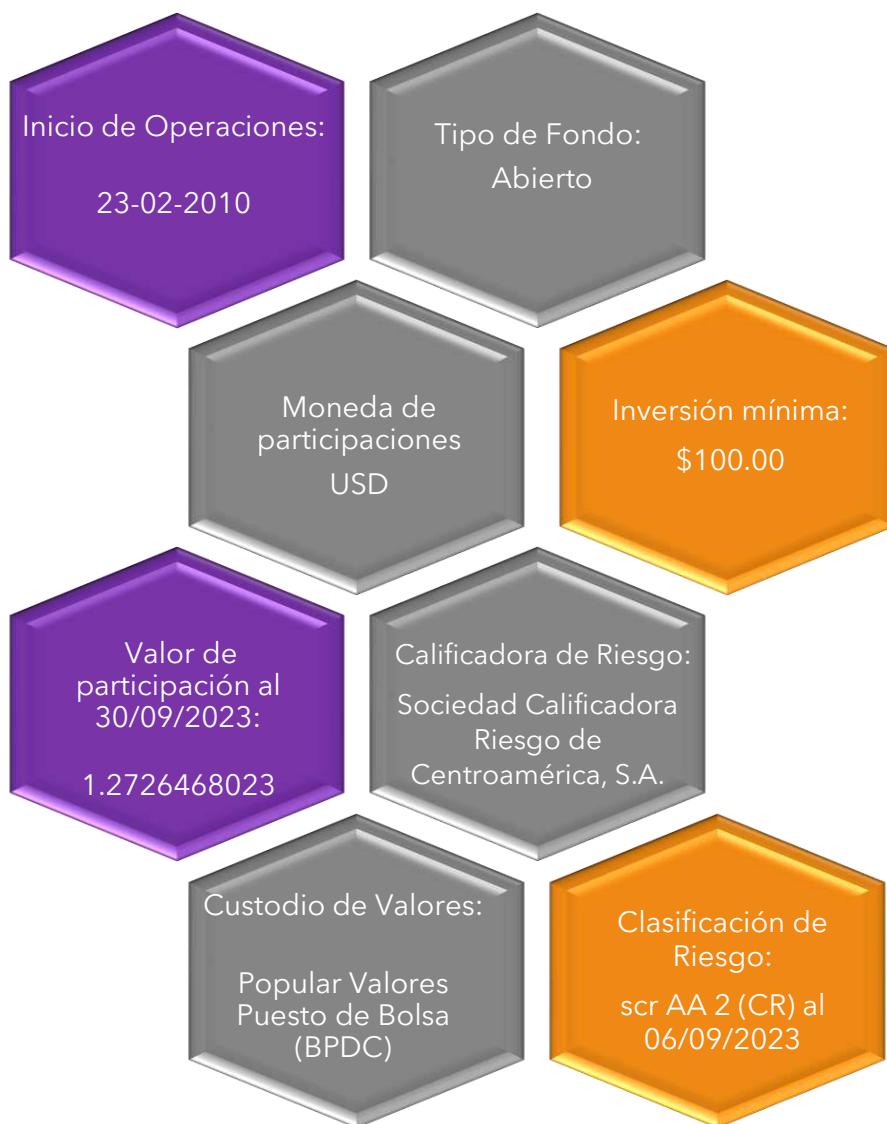 Inicio de Operaciones:
23-02-2010
Tipo de Fondo:
Abierto
Moneda de
participaciones
USD
Inversión mínima:
$100.00
Valor de
participación al
30/09/2023:
1.2726468023
Calificadora de Riesgo:
Sociedad Calificadora
Riesgo de
Centroamérica, S.A.
Custodio de Valores:
Popular Valores
Puesto de Bolsa
(BPDC)
Clasificación de
Riesgo:
scr AA 2 (CR) al
06/09/2023